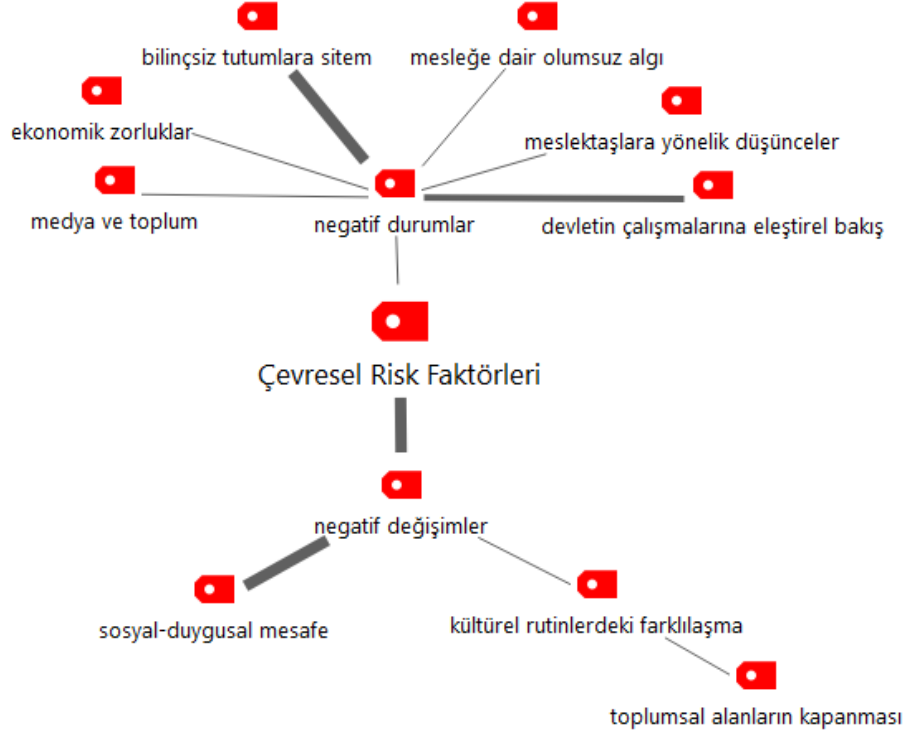 bilinçsiz tutumlara sitem
mesleğe dair olumsuz algı
ekonomik zorluklar
meslektaşlara yönelik düşünceler
medya ve toplum
negatif durumlar
devletin çalışmalarına eleştirel bakış
Çevresel Risk Faktörleri
negatif değişimler
sosyal-duygusal mesafe
kültürel rutinlerdeki farklılaşma
toplumsal alanların kapanması